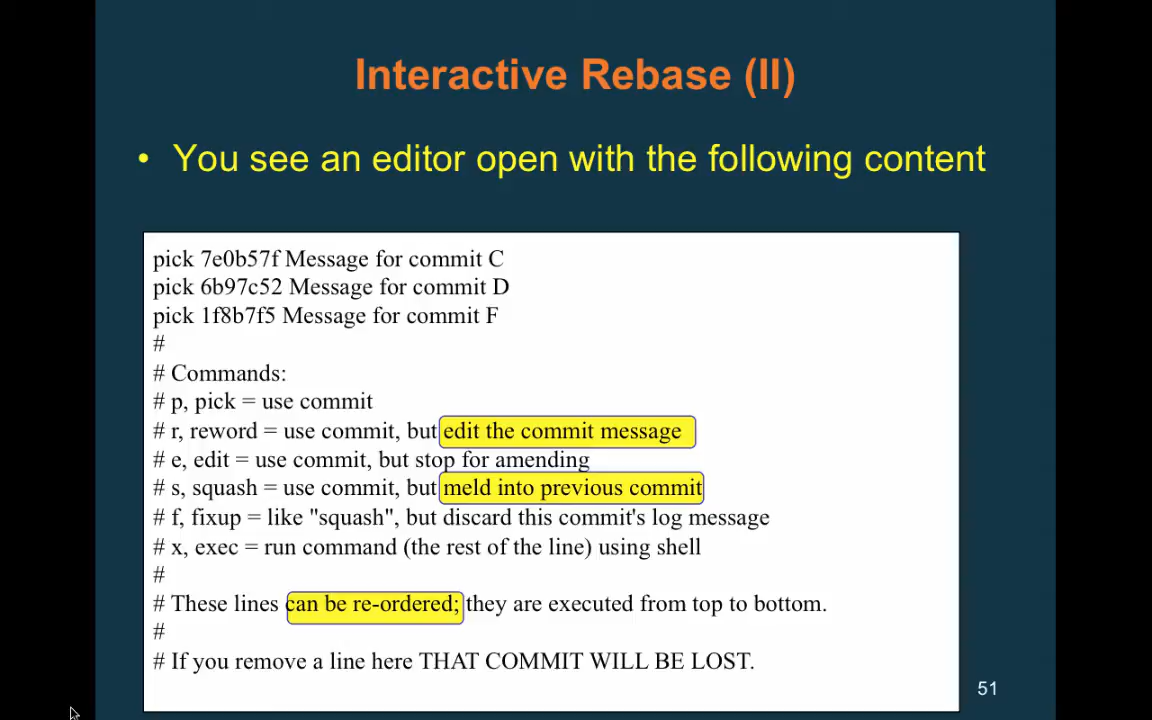 Interactive Rebase (II)
• You see an editor open with the following content
pick 7e0b57f Message for commit C
pick 6b97c52 Message for commit D
pick 1f8b7f5 Message for commit F
#
# Commands:
# p, pick = use commit
# r, reword = use commit, but edit the commit message
# e, edit = use commit, but stop for amending
# s, squash = use commit, but meld into previous commit
# f, fixup = like "squash", but discard this commit's log message
# x, exec = run command (the rest of the line) using shell
#
# These lines can be re-ordered; they are executed from top to bottom.
#
# If you remove a line here THAT COMMIT WILL BE LOST.
51